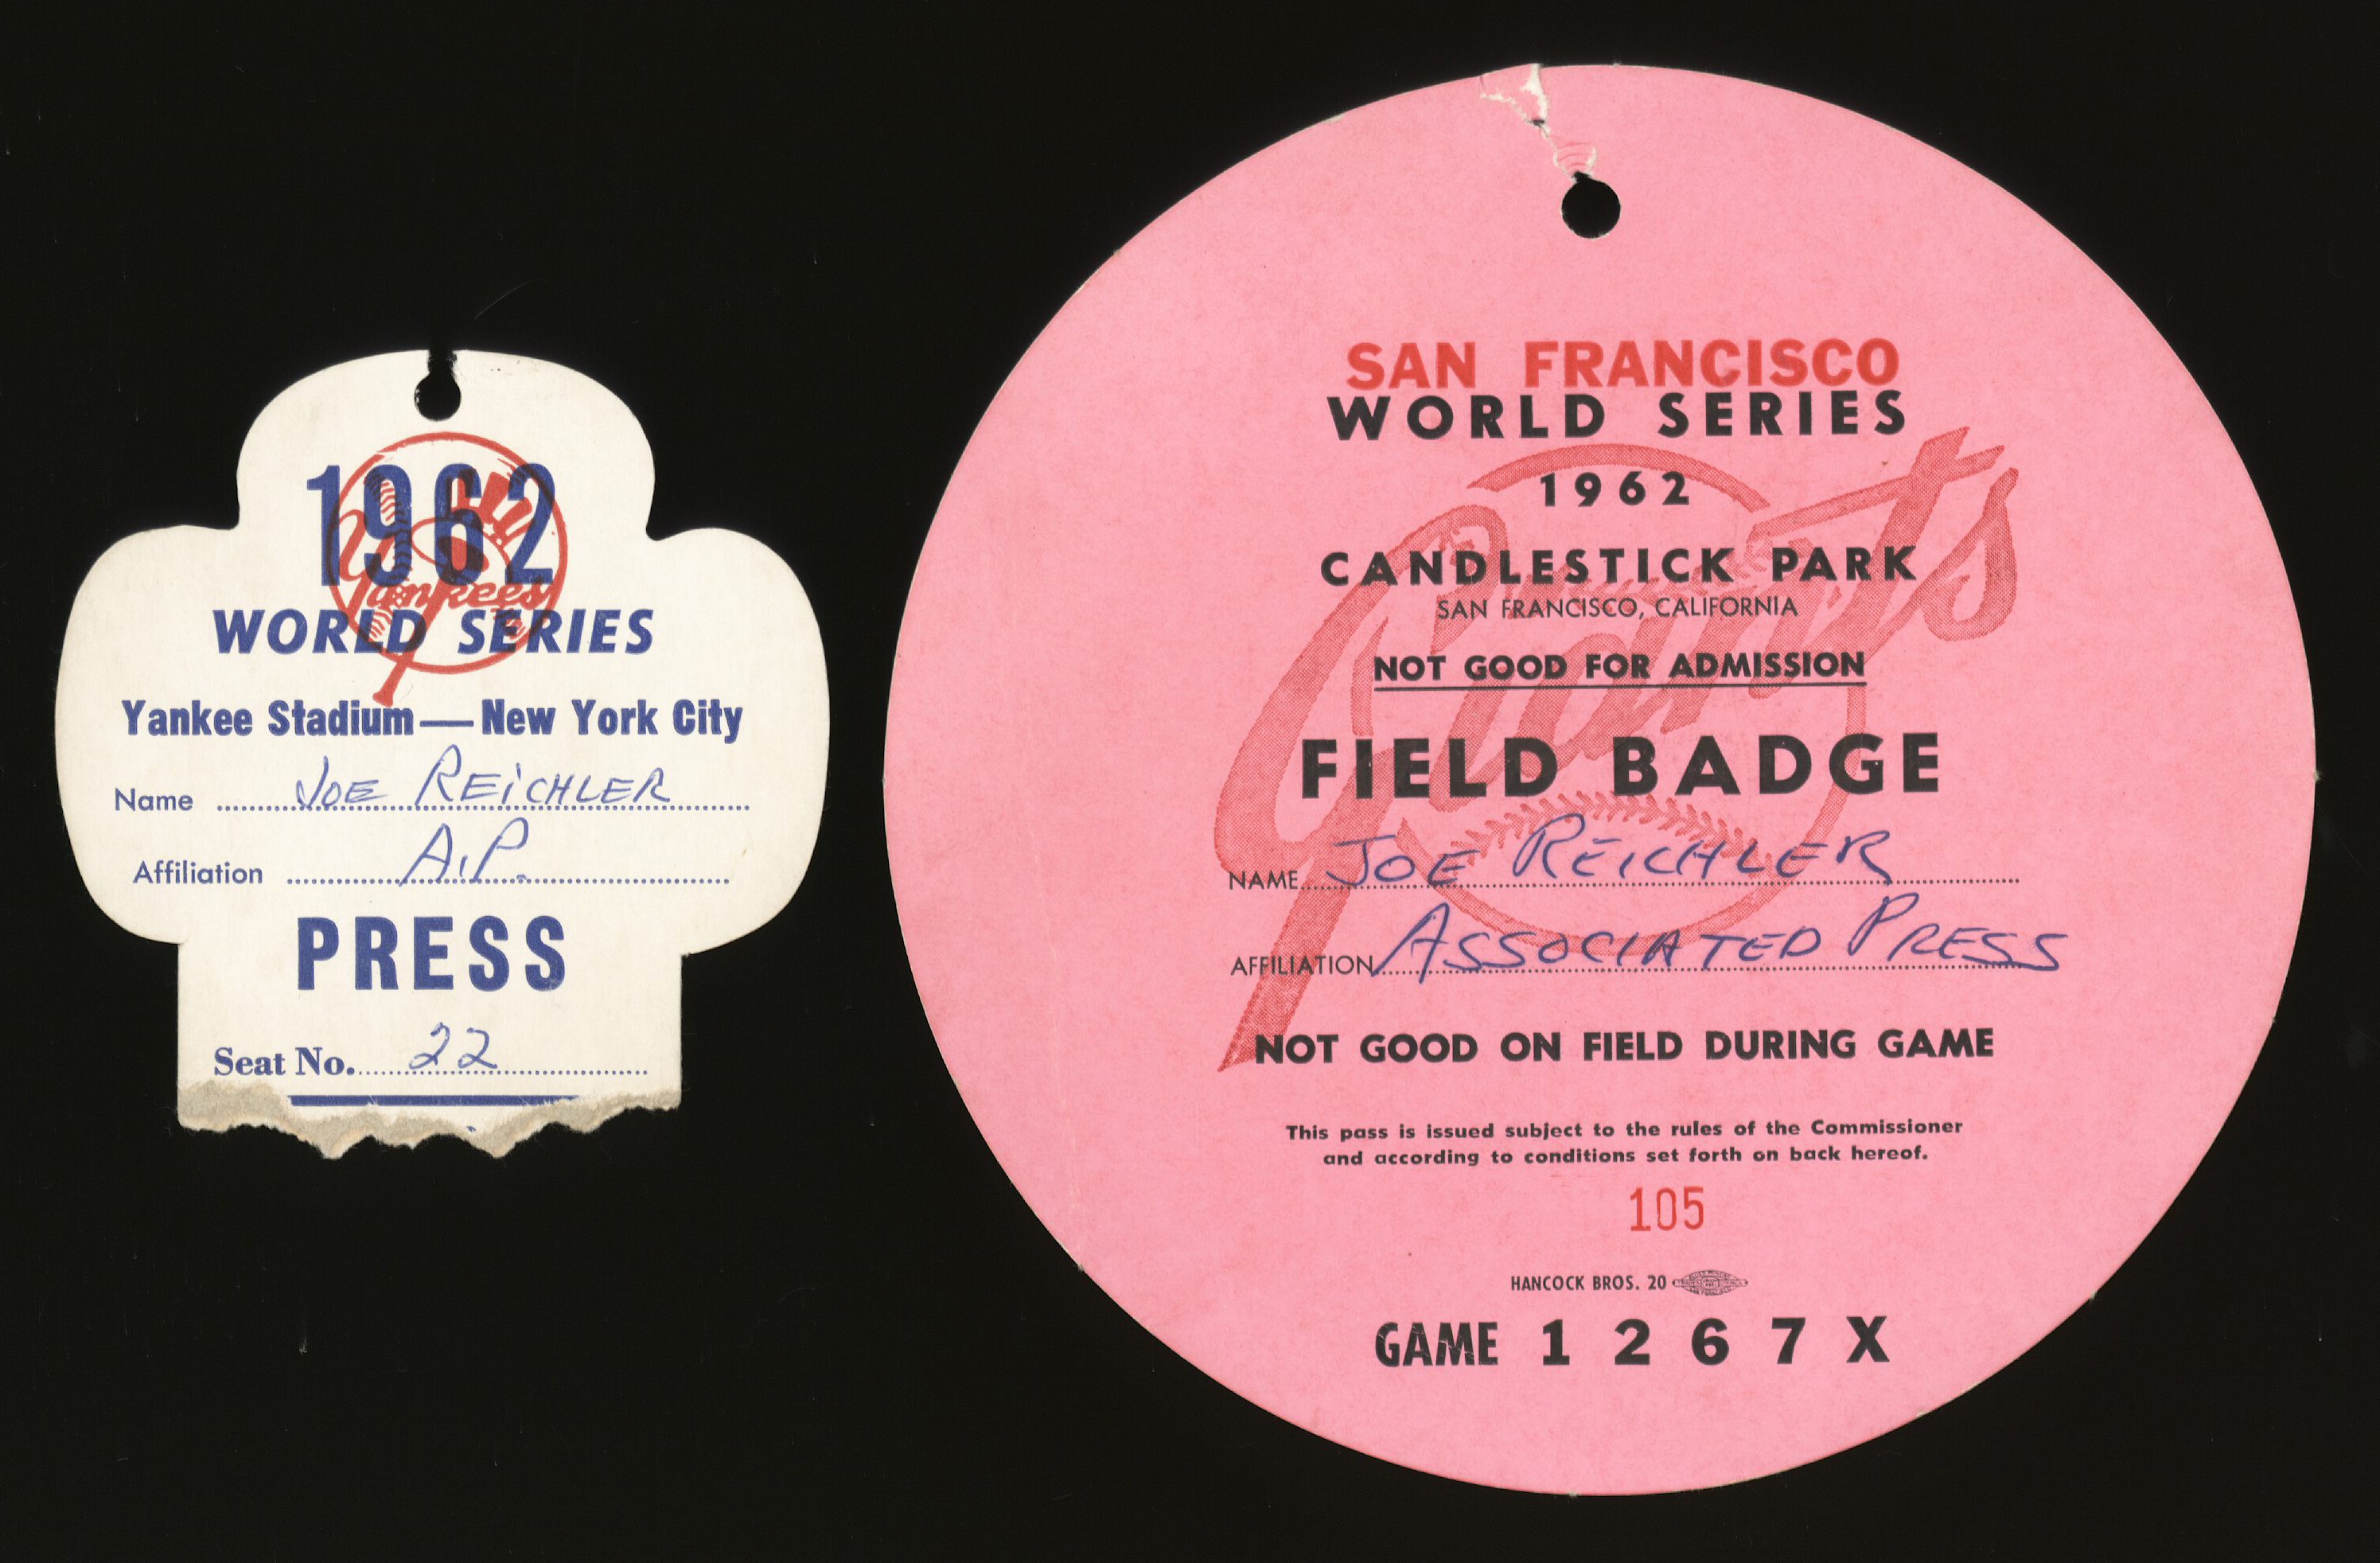 1962
Yankees
WORLD SERIES
Yankee Stadium—New York City
Name JOE REICHLER
Affiliation A.P.
PRESS
Seat No. 22
SAN FRANCISCO
WORLD SERIES
1962
Giants
CANDLESTICK PARK
SAN FRANCISCO, CALIFORNIA
NOT GOOD FOR ADMISSION
FIELD BADGE
NAME JOE REICHLER
AFFILIATION ASSOCIATED PRESS
NOT GOOD ON FIELD DURING GAME
This pass is issued subject to the rules of the Commissioner
and according to conditions set forth on back hereof.
105
HANCOCK BROS. 20
GAME 1 2 6 7 X